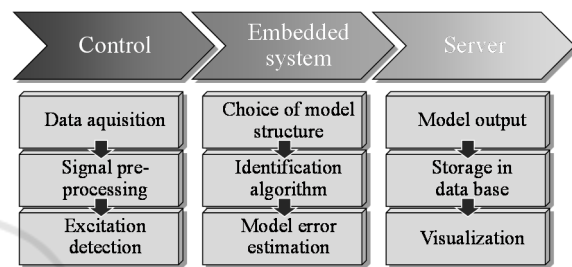 Control
Embedded
system
Server
Data aquisition
Signal pre-
processing
Excitation
detection
Choice of model
structure
Identification
algorithm
Model error
estimation
Model output
Storage in
data base
Visualization